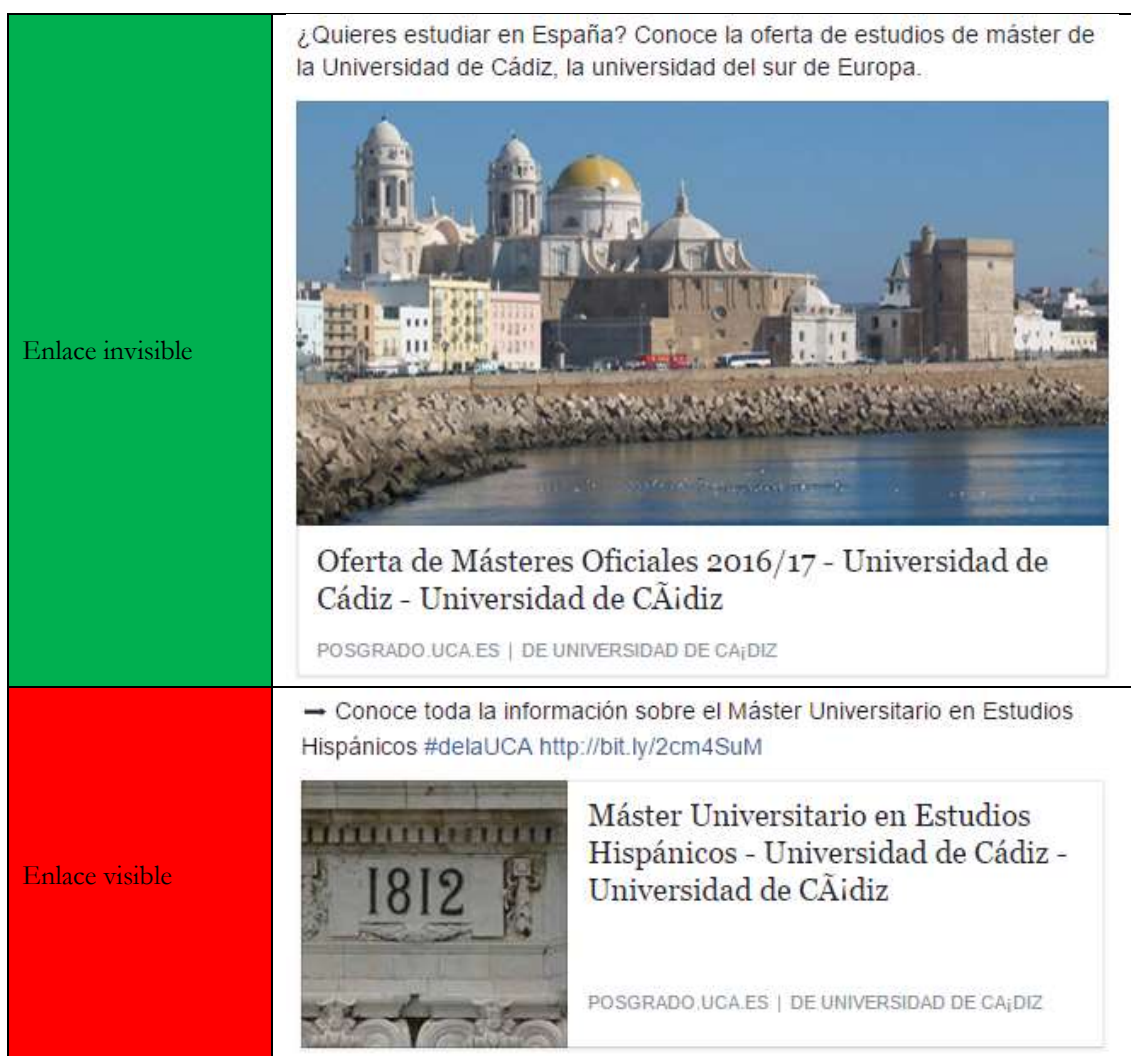 ¿Quieres estudiar en España? Conoce la oferta de estudios de máster de
la Universidad de Cádiz, la universidad del sur de Europa.
Enlace invisible
Oferta de Másteres Oficiales 2016/17 - Universidad de
Cádiz - Universidad de CÃ¡diz
POSGRADO.UCA.ES | DE UNIVERSIDAD DE CA¡DIZ
➡ Conoce toda la información sobre el Máster Universitario en Estudios
Hispánicos #delaUCA http://bit.ly/2cm4SuM
Enlace visible
1812
Máster Universitario en Estudios
Hispánicos - Universidad de Cádiz -
Universidad de CÃ¡diz
POSGRADO.UCA.ES | DE UNIVERSIDAD DE CA¡DIZ